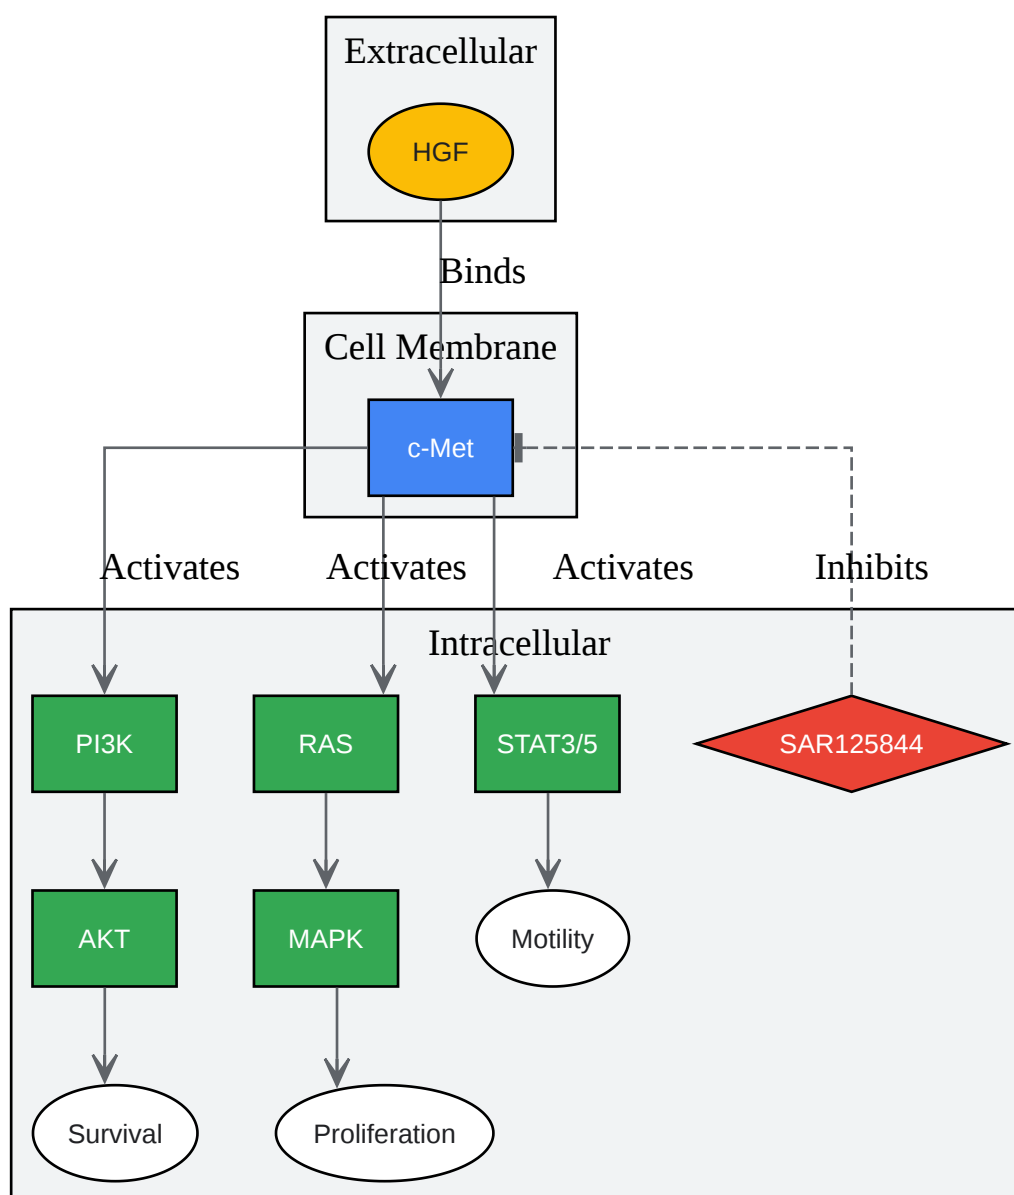 Extracellular
HGF
Binds
Cell Membrane
c-Met
Activates
Activates
Activates
Inhibits
Intracellular
PI3K
RAS
STAT3/5
SAR125844
AKT
MAPK
Motility
Survival
Proliferation